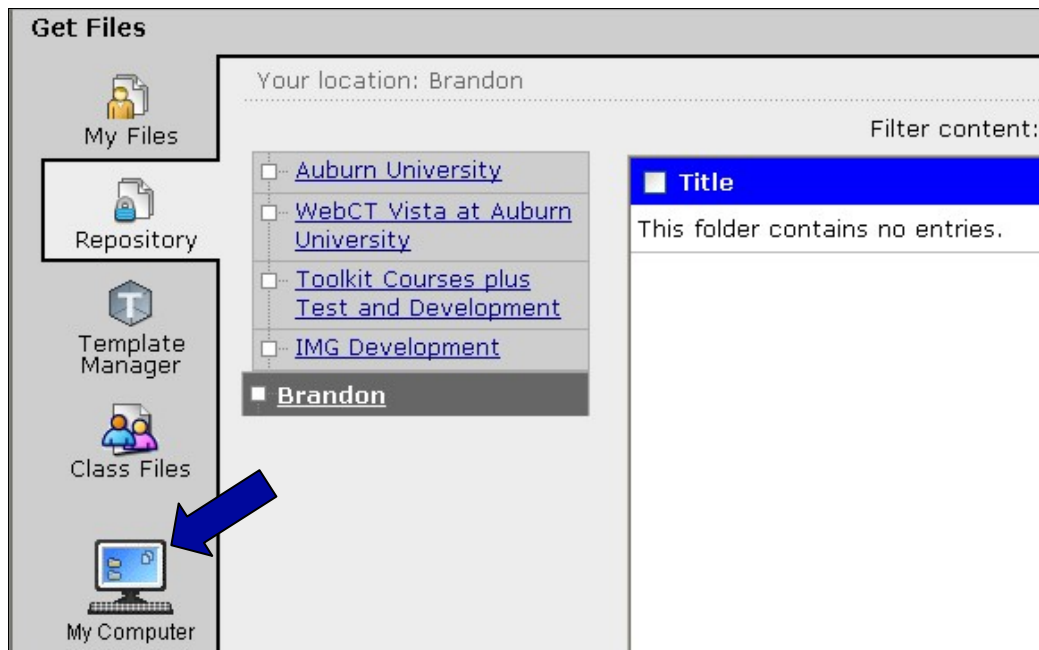 Get Files
My Files
Repository
Template
Manager
Class Files
My Computer
Your location: Brandon
Filter content:
Auburn University
WebCT Vista at Auburn
University
Toolkit Courses plus
Test and Development
IMG Development
Brandon
Title
This folder contains no entries.